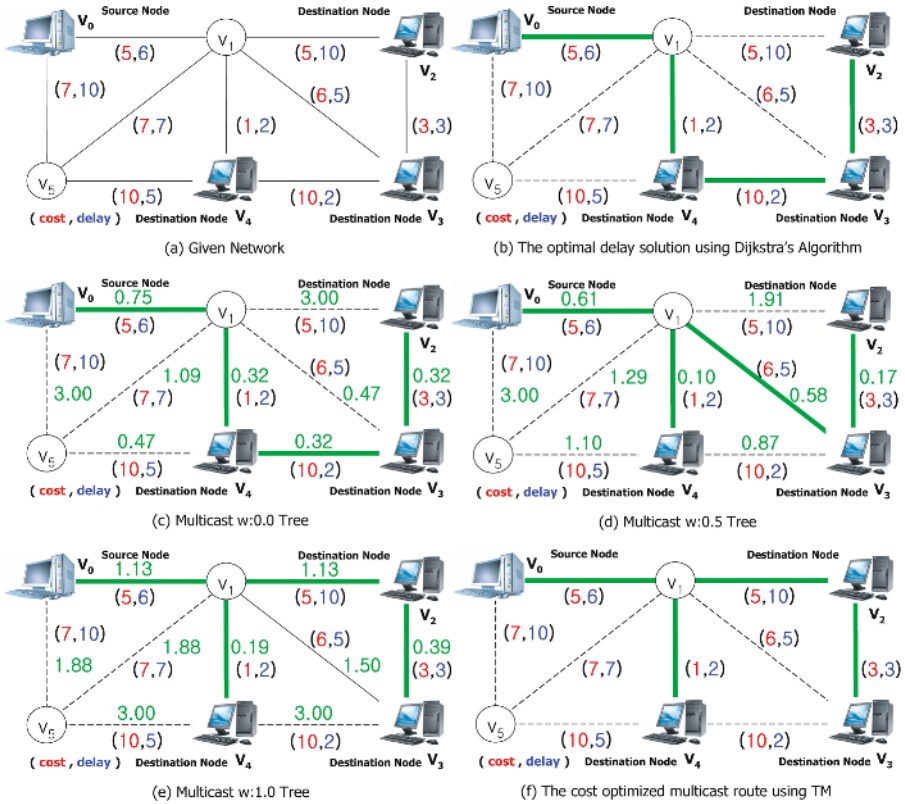 Source Node
Destination Node
V0
V1
(5,6)
(5,10)
V2
(7,10)
(6,5)
(7,7)
(1,2)
(3,3)
V5
(10,5)
(10,2)
V3
( cost , delay )
Destination Node V4
(a) Given Network
Source Node
Destination Node
V0
V1
(5,6)
(5,10)
V2
(7,10)
(6,5)
(7,7)
(1,2)
(3,3)
V5
(10,5)
(10,2)
V3
( cost , delay )
Destination Node V4
(b) The optimal delay solution using Dijkstra's Algorithm
Source Node
Destination Node
V0
0.75
V1
3.00
(5,6)
(5,10)
V2
(7,10)
(6,5)
3.00
1.09
0.32
0.47
0.32
(7,7)
(1,2)
(3,3)
V5
0.47
0.32
(10,5)
(10,2)
V3
( cost , delay )
Destination Node V4
(c) Multicast w:0.0 Tree
Source Node
Destination Node
V0
0.61
V1
1.91
(5,6)
(5,10)
V2
(7,10)
(6,5)
3.00
1.29
0.10
0.58
0.17
(7,7)
(1,2)
(3,3)
V5
1.10
0.87
(10,5)
(10,2)
V3
( cost , delay )
Destination Node V4
(d) Multicast w:0.5 Tree
Source Node
Destination Node
V0
1.13
V1
1.13
(5,6)
(5,10)
V2
(7,10)
(6,5)
1.88
1.88
0.19
1.50
0.39
(7,7)
(1,2)
(3,3)
V5
3.00
3.00
(10,5)
(10,2)
V3
( cost , delay )
Destination Node V4
(e) Multicast w:1.0 Tree
Source Node
Destination Node
V0
V1
(5,6)
(5,10)
V2
(7,10)
(6,5)
(7,7)
(1,2)
(3,3)
V5
(10,5)
(10,2)
V3
( cost , delay )
Destination Node V4
(f) The cost optimized multicast route using TM